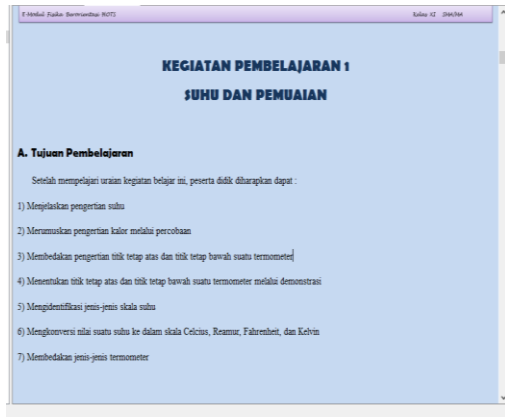 E-Modul Fisika Berorientasi HOTS
Kelas XI SMA/MA
KEGIATAN PEMBELAJARAN 1
SUHU DAN PEMUAIAN
A. Tujuan Pembelajaran
Setelah mempelajari uraian kegiatan belajar ini, peserta didik diharapkan dapat :
1) Menjelaskan pengertian suhu
2) Merumuskan pengertian kalor melalui percobaan
3) Membedakan pengertian titik tetap atas dan titik tetap bawah suatu termometer
4) Menentukan titik tetap atas dan titik tetap bawah suatu termometer melalui demonstrasi
5) Mengidentifikasi jenis-jenis skala suhu
6) Mengkonversi nilai suatu suhu ke dalam skala Celcius, Reamur, Fahrenheit, dan Kelvin
7) Membedakan jenis-jenis termometer